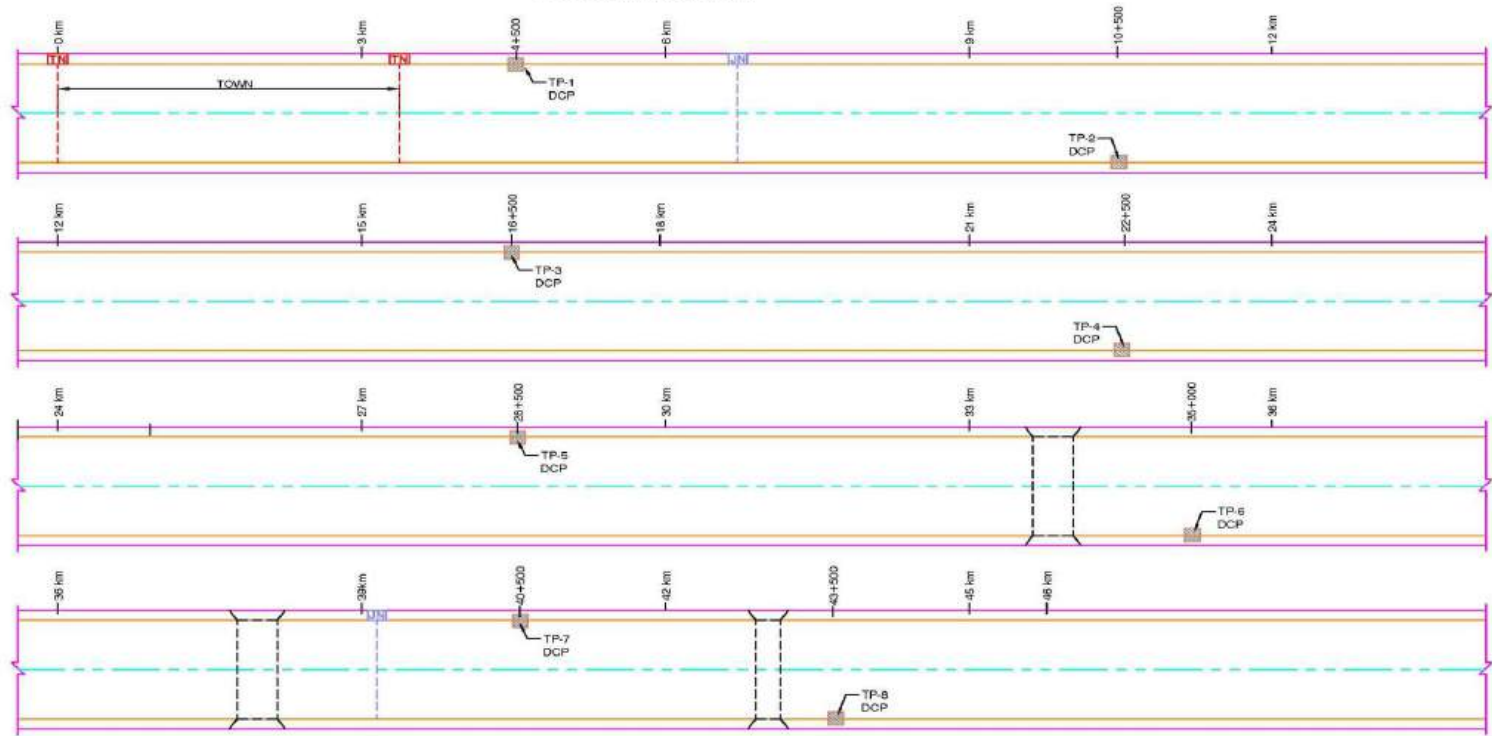 0 km
3 km
4+500
6 km
9 km
10+500
12 km
TN
TN
JN
TOWN
TP-1
DCP
TP-2
DCP
12 km
15 km
16+500
18 km
21 km
22+500
24 km
TP-3
DCP
TP-4
DCP
24 km
27 km
28+500
30 km
33 km
35+000
36 km
TP-5
DCP
TP-6
DCP
36 km
39km
40+500
42 km
43+500
45 km
46 km
JN
TP-7
DCP
TP-8
DCP